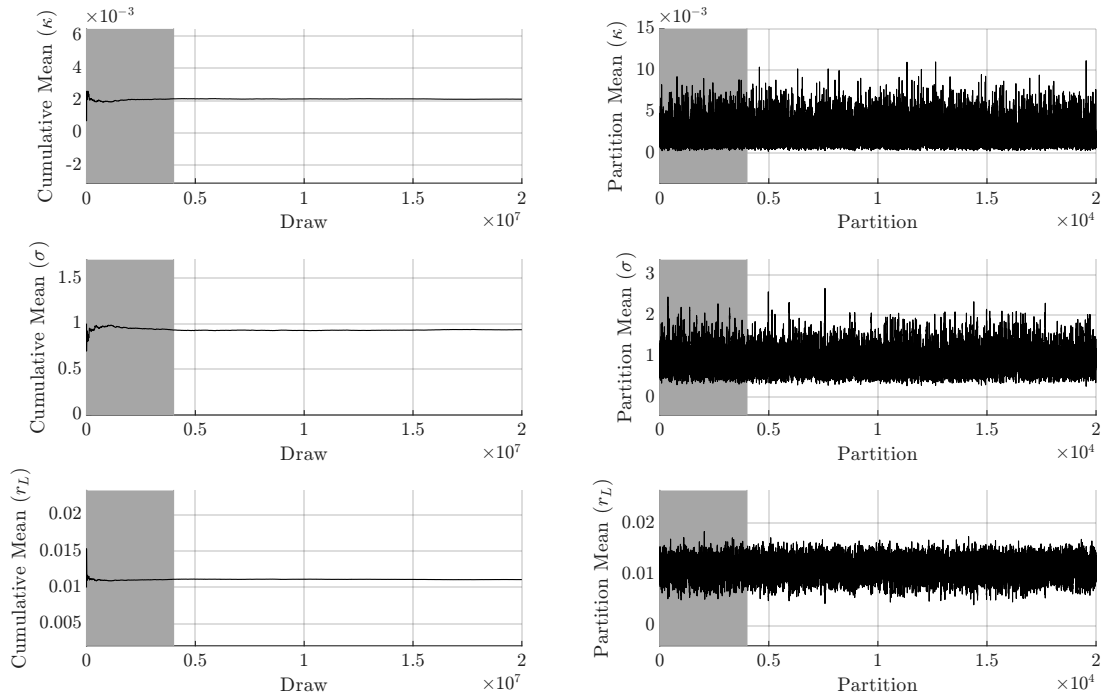 ×10⁻³
Cumulative Mean (κ)
6
4
2
0
-2
0 0.5 1 1.5 2
Draw ×10⁷
×10⁻³
Partition Mean (κ)
15
10
5
0
0 0.5 1 1.5 2
Partition ×10⁴
Cumulative Mean (σ)
1.5
1
0.5
0
0 0.5 1 1.5 2
Draw ×10⁷
Partition Mean (σ)
3
2
1
0
0 0.5 1 1.5 2
Partition ×10⁴
Cumulative Mean (r_L)
0.02
0.015
0.01
0.005
0 0.5 1 1.5 2
Draw ×10⁷
Partition Mean (r_L)
0.02
0.01
0
0 0.5 1 1.5 2
Partition ×10⁴